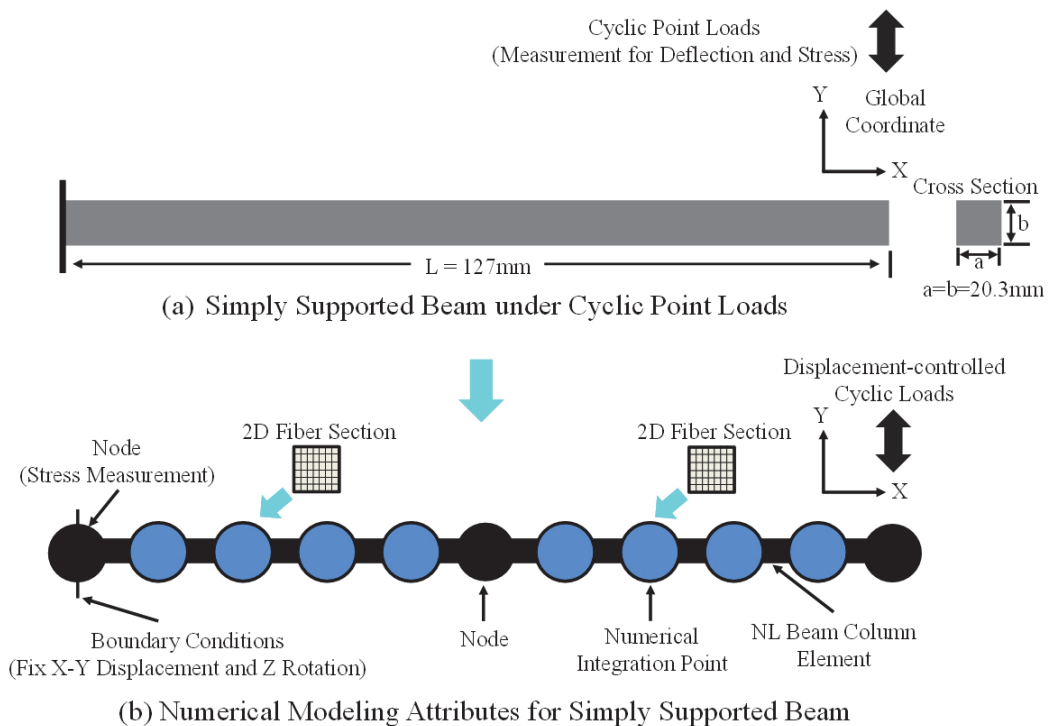 Cyclic Point Loads
(Measurement for Deflection and Stress)
Y
Global
Coordinate
X
Cross Section
b
a
L = 127mm
a=b=20.3mm
(a) Simply Supported Beam under Cyclic Point Loads
Displacement-controlled
Cyclic Loads
2D Fiber Section
2D Fiber Section
Y
Node
(Stress Measurement)
X
Boundary Conditions
(Fix X-Y Displacement and Z Rotation)
Node
Numerical
Integration Point
NL Beam Column
Element
(b) Numerical Modeling Attributes for Simply Supported Beam